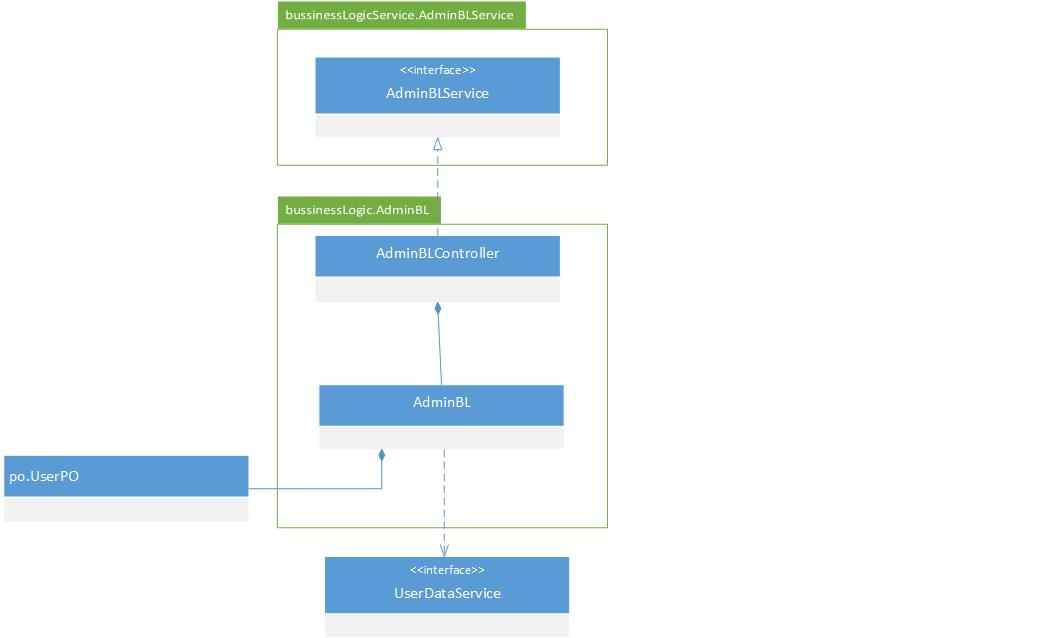 bussinessLogicService.AdminBLService
<<interface>>
AdminBLService
bussinessLogic.AdminBL
AdminBLController
AdminBL
po.UserPO
<<interface>>
UserDataService